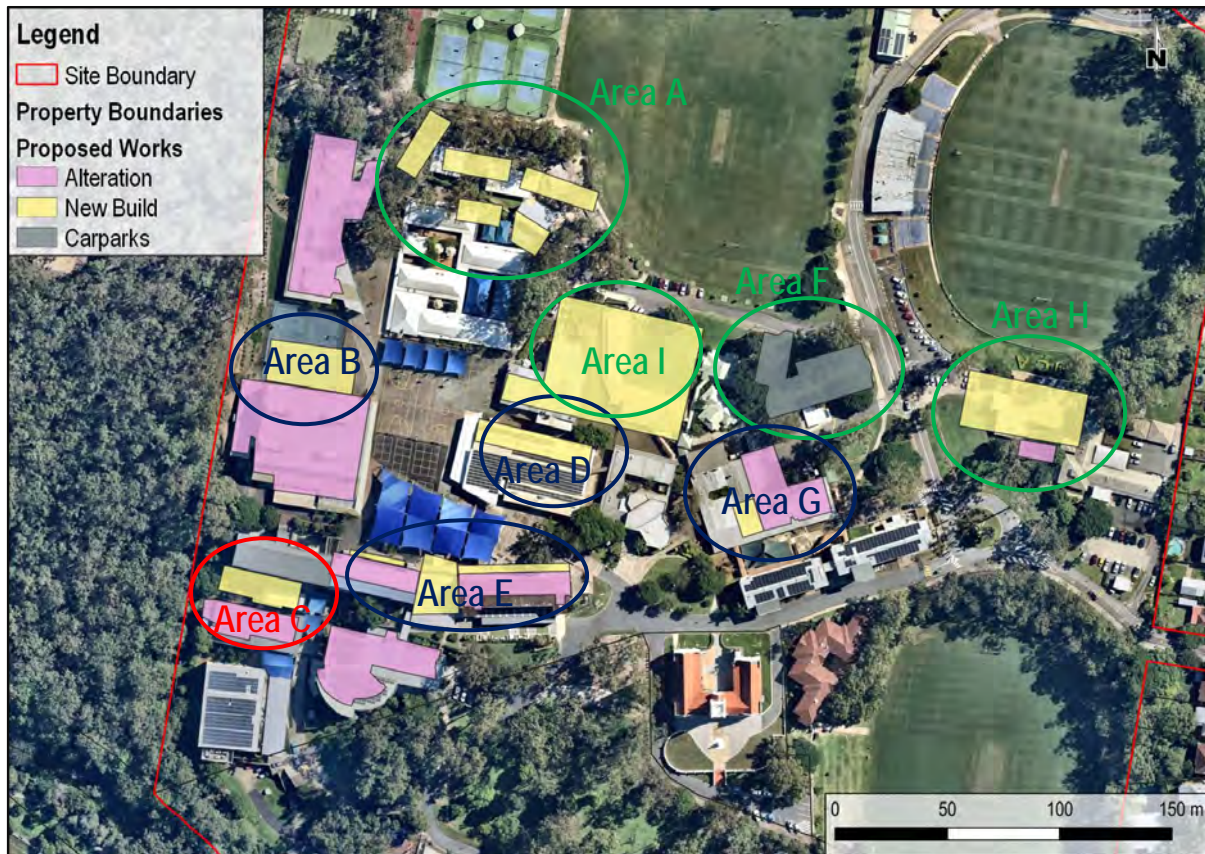 Legend
Site Boundary
Property Boundaries
Proposed Works
Alteration
New Build
Carparks
N
Area A
Area F
Area H
Area B
Area I
Area D
Area G
Area E
Area C
0 50 100 150 m